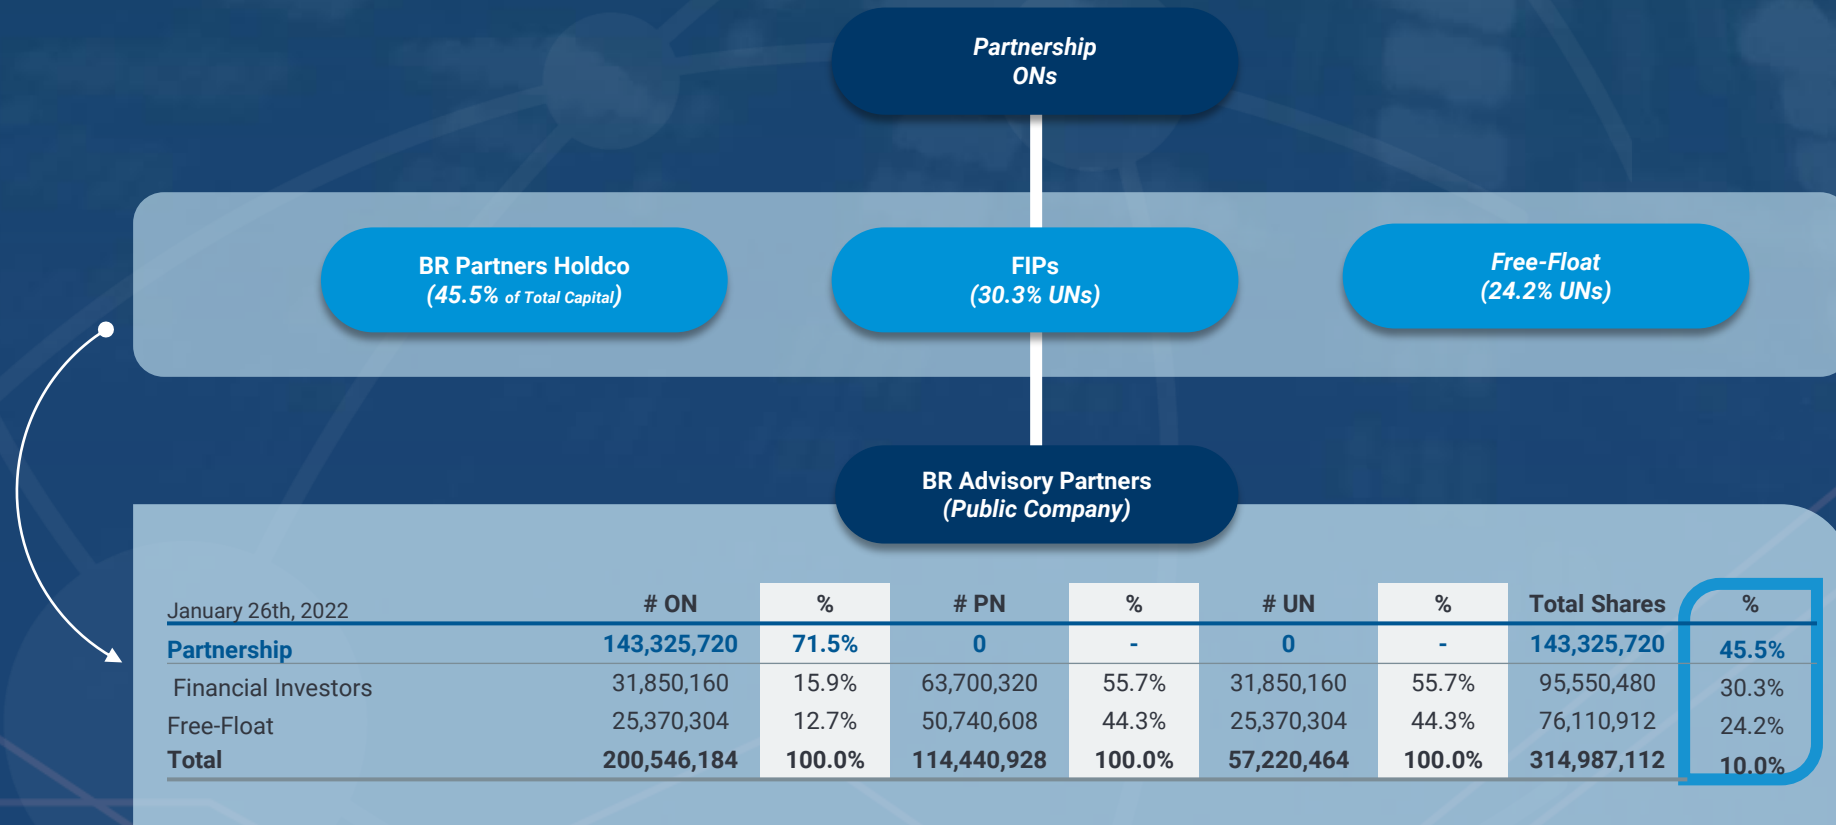 Partnership
ONs
BR Partners Holdco
(45.5% of Total Capital)
FIPs
(30.3% UNs)
Free-Float
(24.2% UNs)
BR Advisory Partners
(Public Company)
January 26th, 2022 # ON % # PN % # UN % Total Shares %
Partnership 143,325,720 71.5% 0 - 0 - 143,325,720 45.5%
Financial Investors 31,850,160 15.9% 63,700,320 55.7% 31,850,160 55.7% 95,550,480 30.3%
Free-Float 25,370,304 12.7% 50,740,608 44.3% 25,370,304 44.3% 76,110,912 24.2%
Total 200,546,184 100.0% 114,440,928 100.0% 57,220,464 100.0% 314,987,112 10.0%